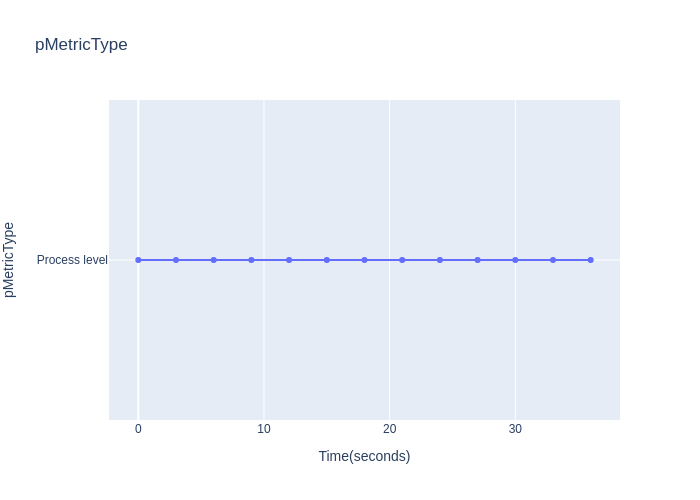 pMetricType
pMetricType
Process level
0 10 20 30
Time(seconds)